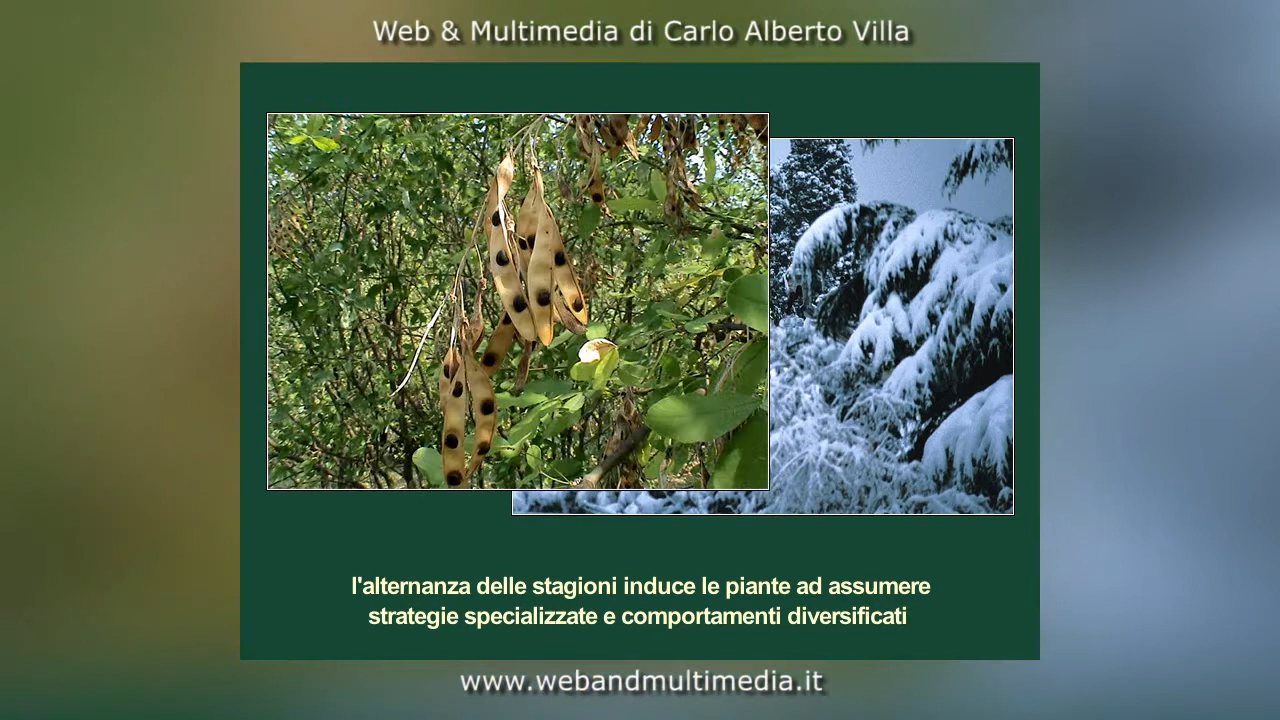 Web & Multimedia di Carlo Alberto Villa
l'alternanza delle stagioni induce le piante ad assumere
strategie specializzate e comportamenti diversificati
www.webandmultimedia.it